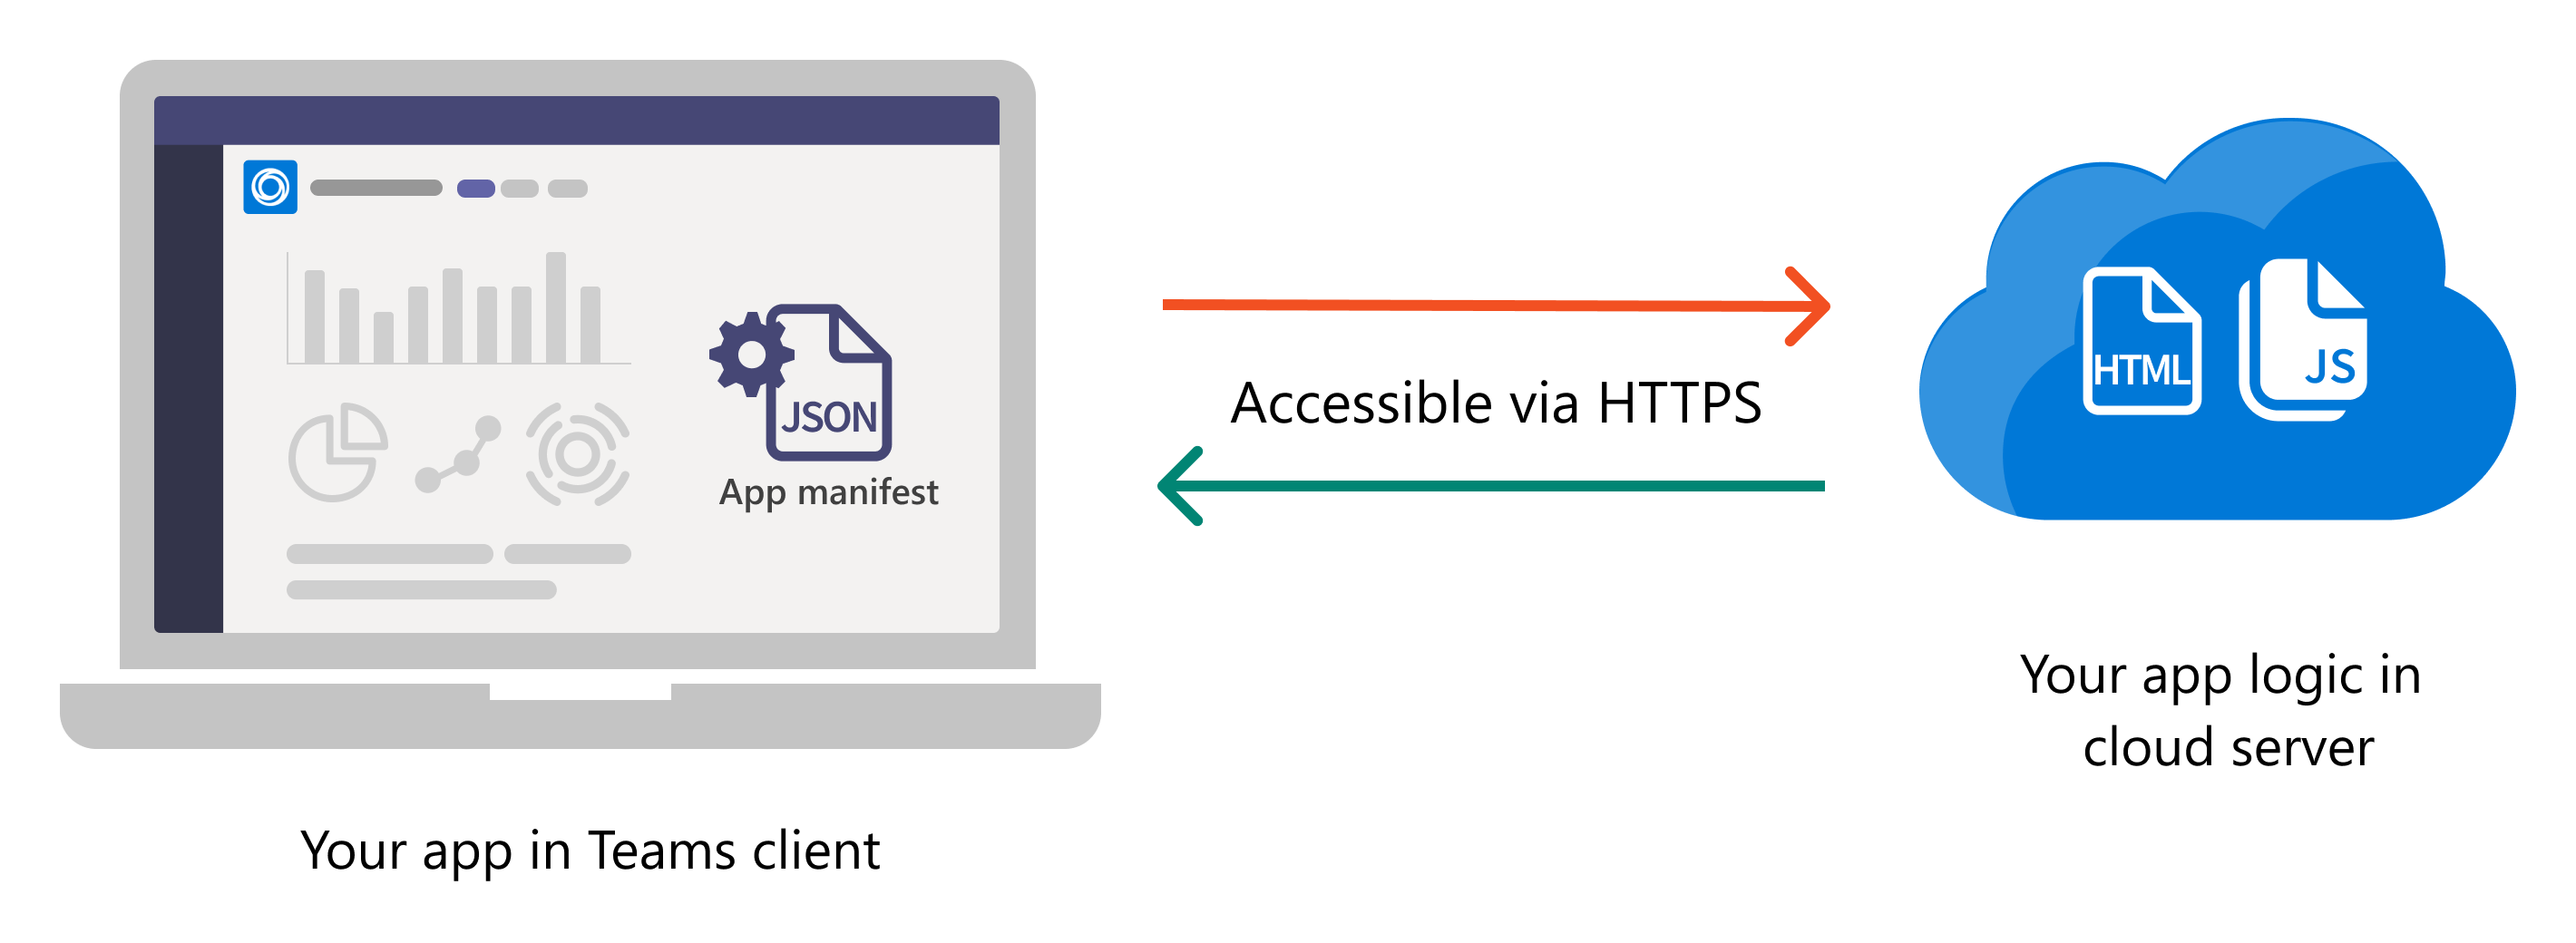 JSON
App manifest
Your app in Teams client
Accessible via HTTPS
HTML
JS
Your app logic in
cloud server